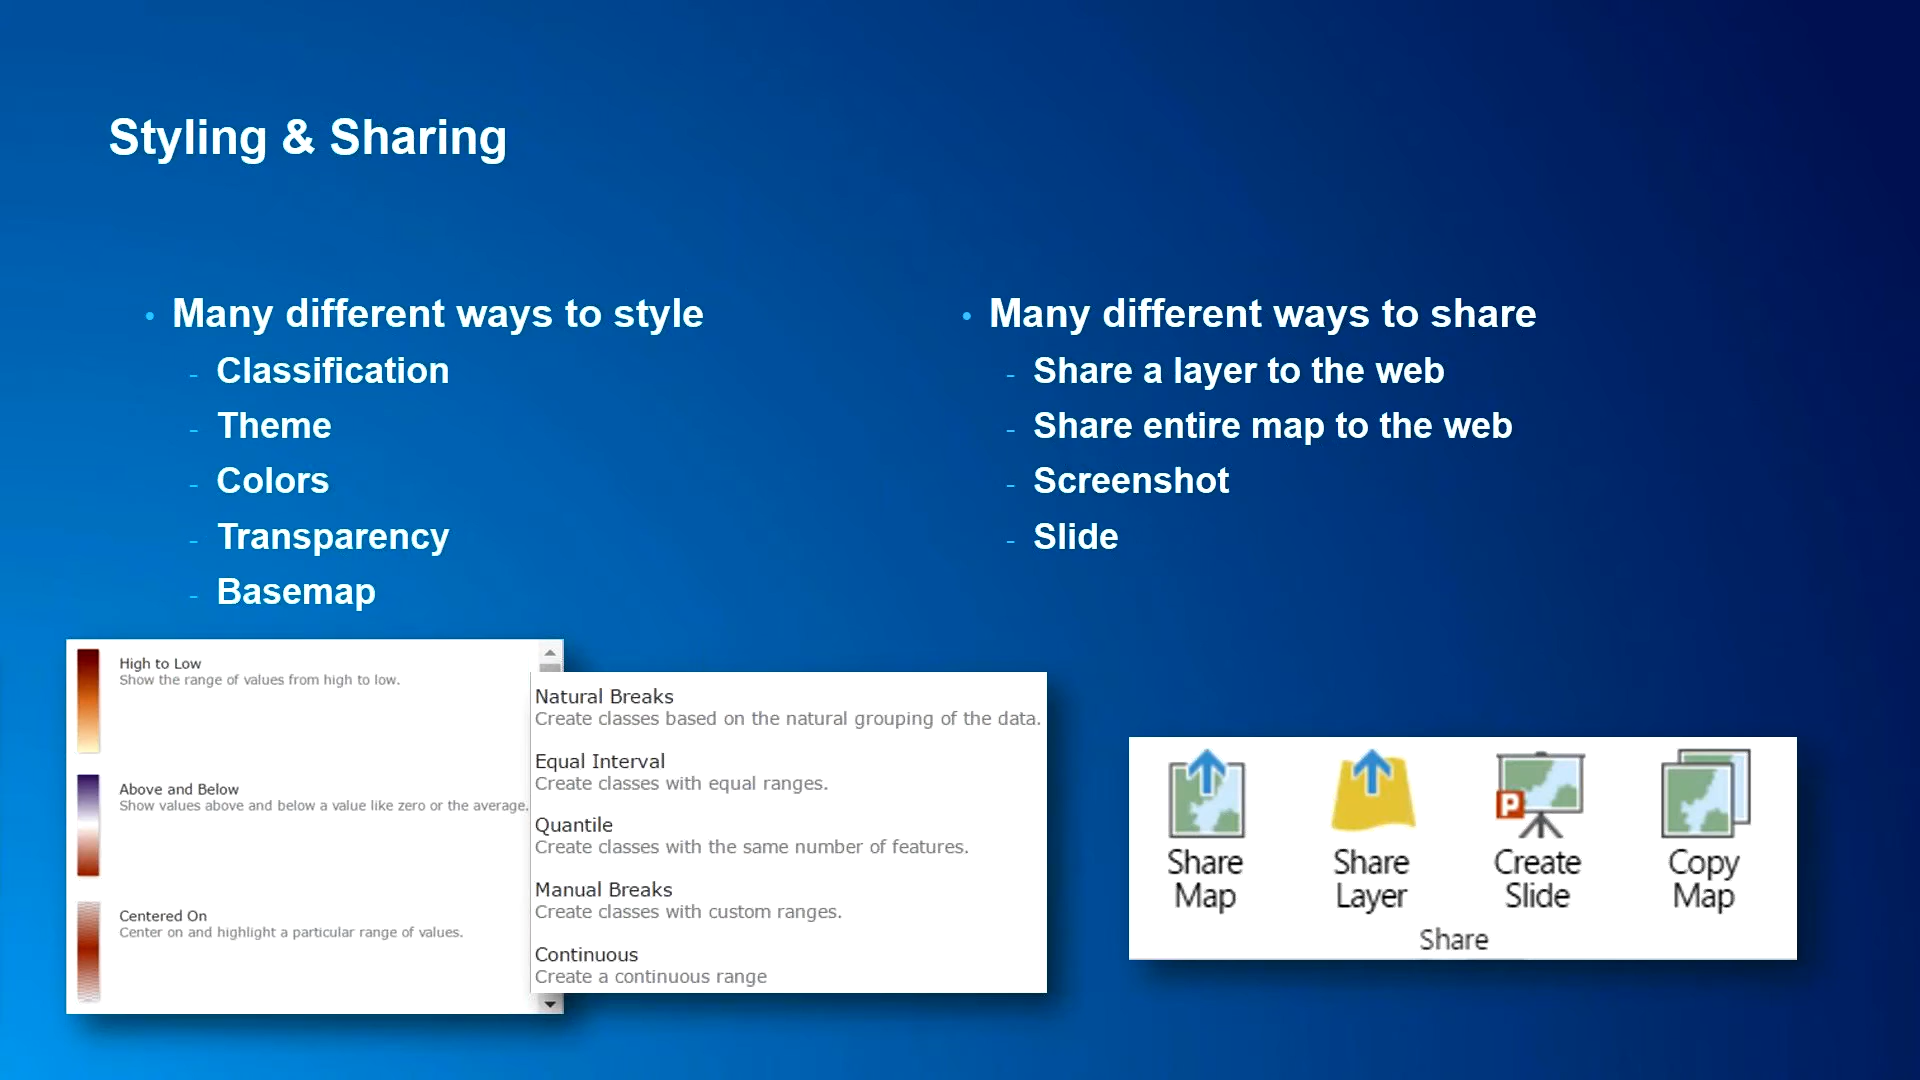 Styling & Sharing
• Many different ways to style
- Classification
- Theme
- Colors
- Transparency
- Basemap
• Many different ways to share
- Share a layer to the web
- Share entire map to the web
- Screenshot
- Slide
High to Low
Show the range of values from high to low.
Above and Below
Show values above and below a value like zero or the average.
Centered On
Center on and highlight a particular range of values.
Natural Breaks
Create classes based on the natural grouping of the data.
Equal Interval
Create classes with equal ranges.
Quantile
Create classes with the same number of features.
Manual Breaks
Create classes with custom ranges.
Continuous
Create a continuous range
P
Share
Map
Share
Layer
Create
Slide
Copy
Map
Share